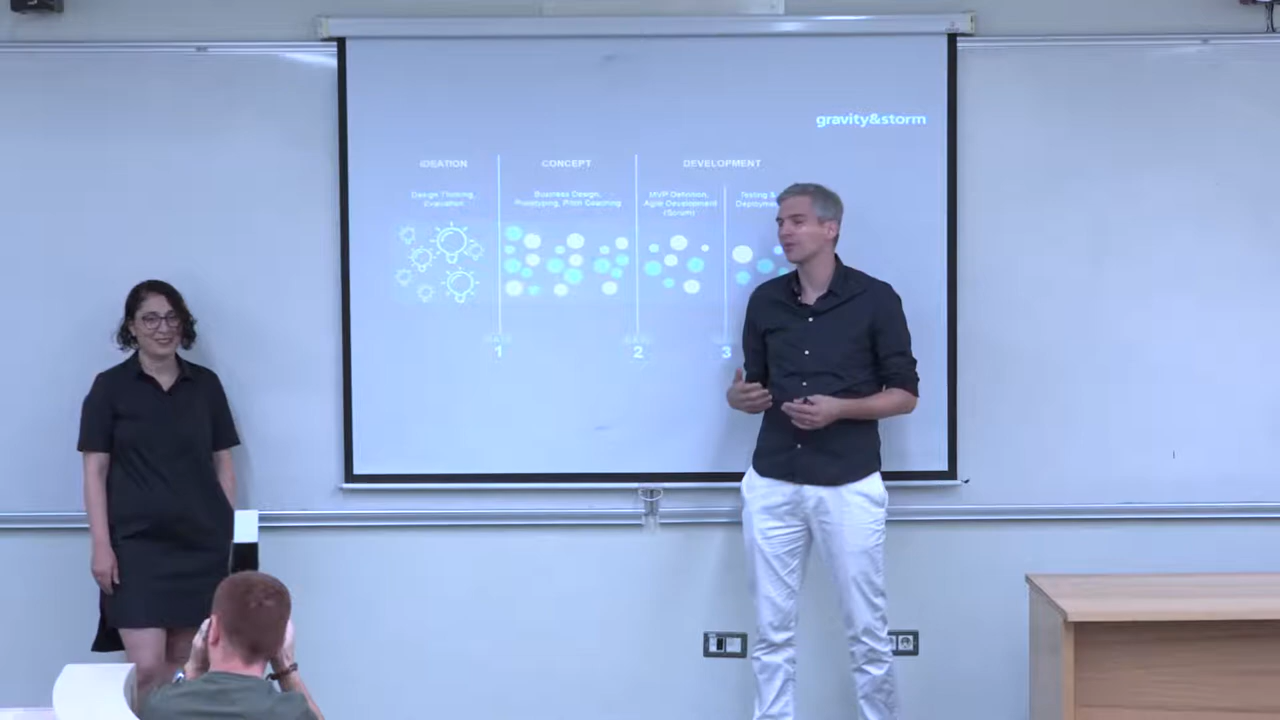 gravity&storm
IDEATION
CONCEPT
DEVELOPMENT
Design Thinking,
Evaluation
Business Design,
Prototyping, Pitch Coaching
MVP Definition,
Agile Development
(Scrum)
Testing &
1
2
3